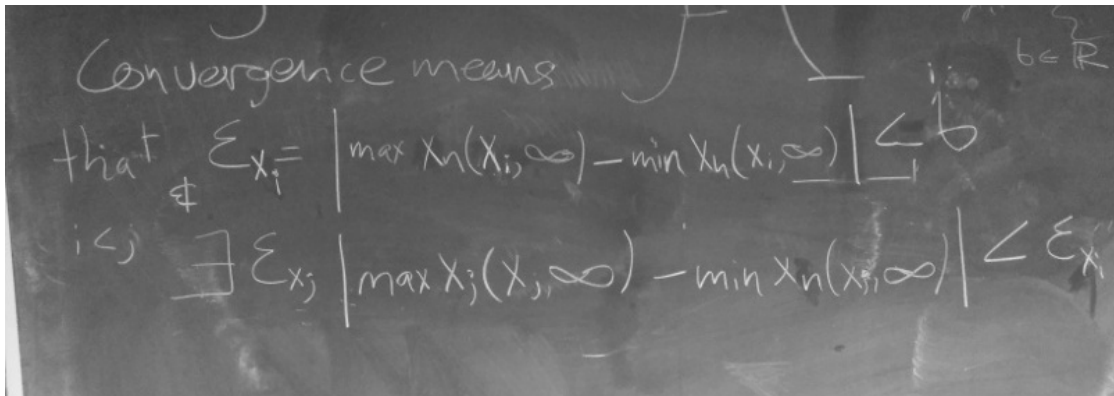 b ∈ ℝ
Convergence means
that ε_{x_i} = | max x_n(x_i, ∞) – min x_n(x_i, ∞) | < b
¢
i < j ∃ ε_{x_j} | max x_j(x_j, ∞) – min x_n(x_j, ∞) | < ε_{x_i}